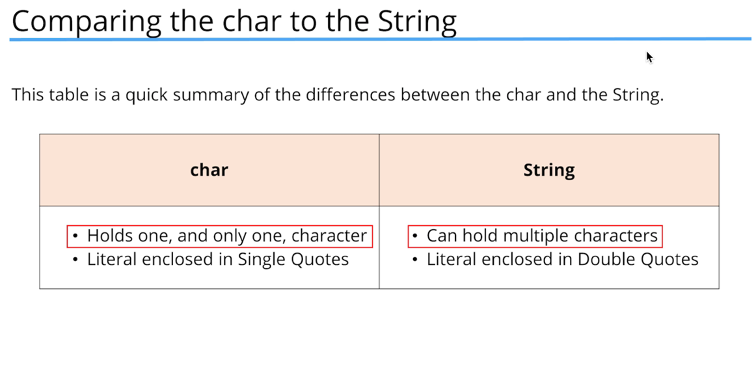 Comparing the char to the String
This table is a quick summary of the differences between the char and the String.
char
String
• Holds one, and only one, character
• Literal enclosed in Single Quotes
• Can hold multiple characters
• Literal enclosed in Double Quotes